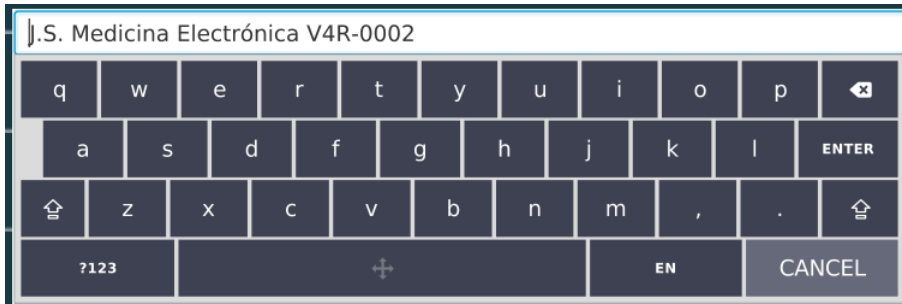 J.S. Medicina Electrónica V4R-0002
q w e r t y u i o p
a s d f g h j k l ENTER
z x c v b n m , .
?123 EN CANCEL